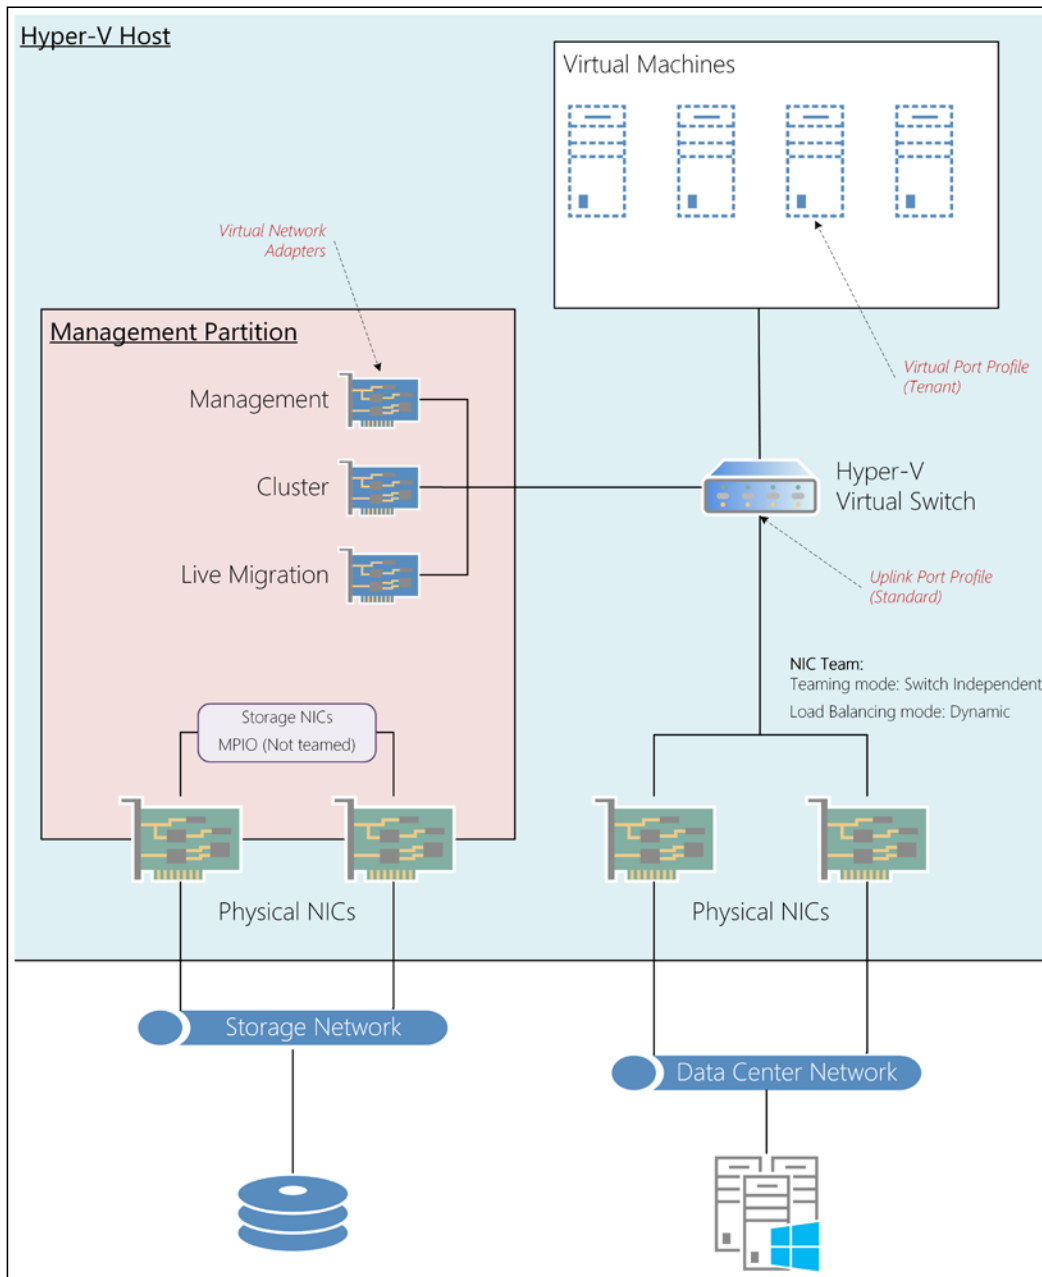 Hyper-V Host
Virtual Machines
Virtual Network
Adapters
Management Partition
Virtual Port Profile
(Tenant)
Management
Cluster
Hyper-V
Virtual Switch
Live Migration
Uplink Port Profile
(Standard)
NIC Team:
Teaming mode: Switch Independent
Load Balancing mode: Dynamic
Storage NICs
MPIO (Not teamed)
Physical NICs
Physical NICs
Storage Network
Data Center Network